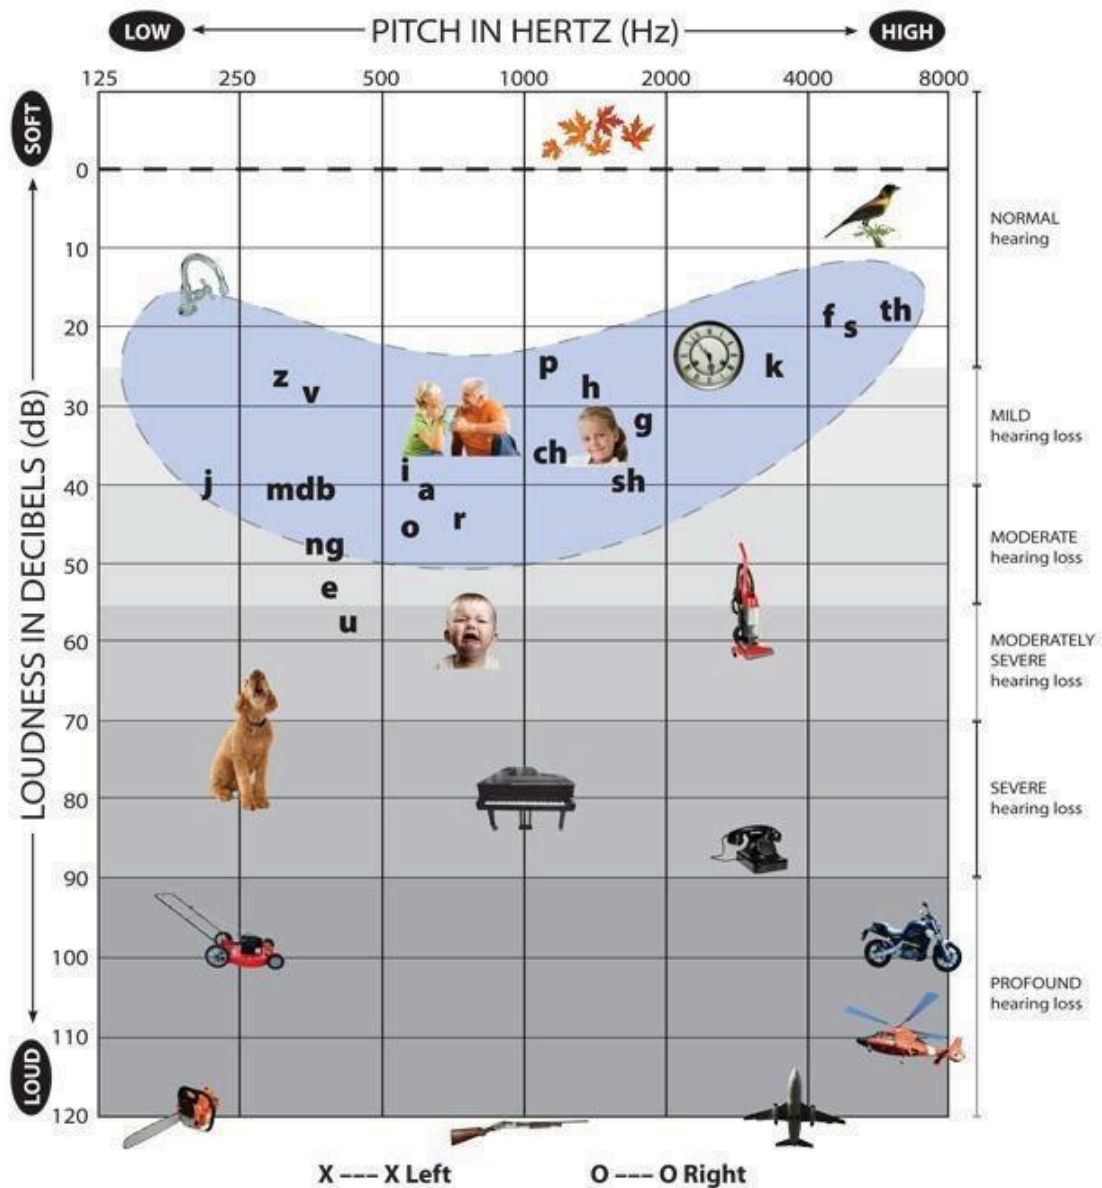 LOW PITCH IN HERTZ (Hz) HIGH
125 250 500 1000 2000 4000 8000
SOFT
LOUDNESS IN DECIBELS (dB)
LOUD
0
10
20
30
40
50
60
70
80
90
100
110
120
f s th
z v p h k
g
ch
j mdb i a sh
o r
ng
e
u
NORMAL
hearing
MILD
hearing loss
MODERATE
hearing loss
MODERATELY
SEVERE
hearing loss
SEVERE
hearing loss
PROFOUND
hearing loss
X --- X Left O --- O Right